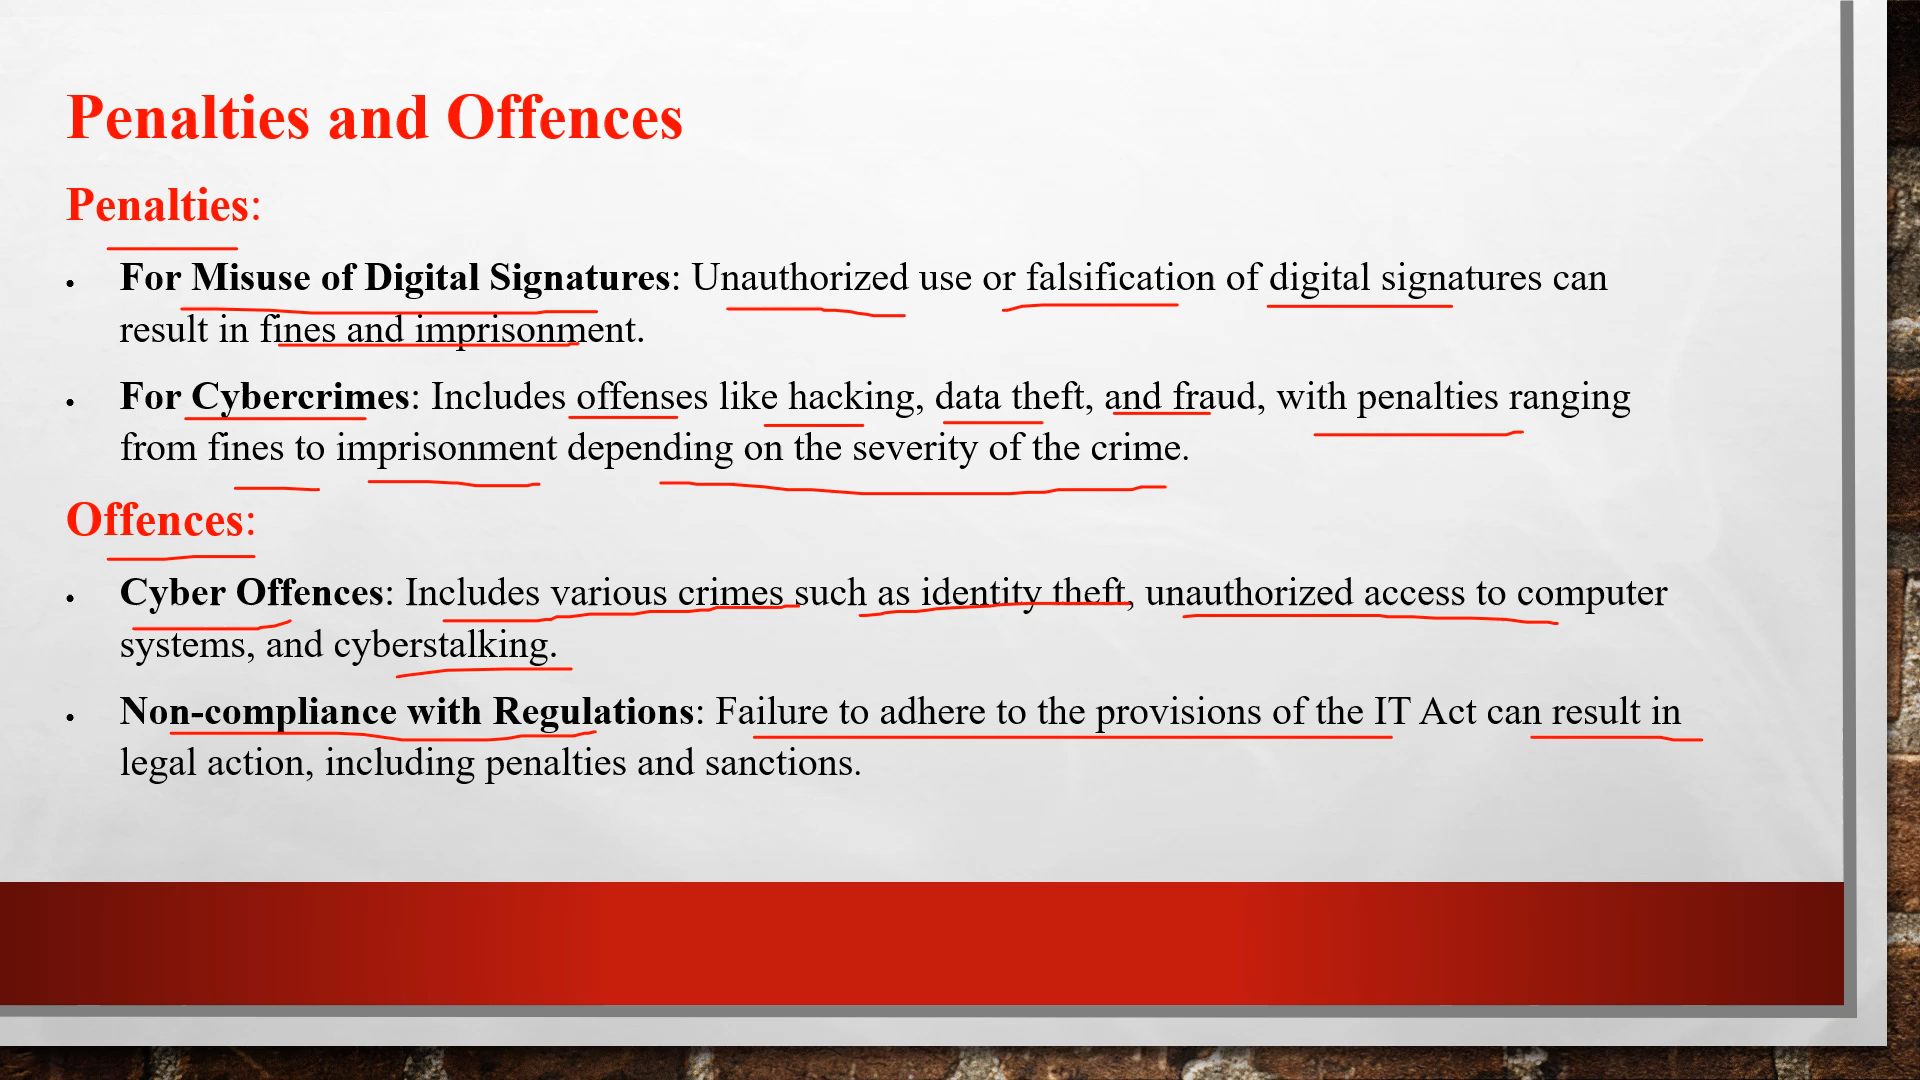 Penalties and Offences
Penalties:
• For Misuse of Digital Signatures: Unauthorized use or falsification of digital signatures can
result in fines and imprisonment.
• For Cybercrimes: Includes offenses like hacking, data theft, and fraud, with penalties ranging
from fines to imprisonment depending on the severity of the crime.
Offences:
• Cyber Offences: Includes various crimes such as identity theft, unauthorized access to computer
systems, and cyberstalking.
• Non-compliance with Regulations: Failure to adhere to the provisions of the IT Act can result in
legal action, including penalties and sanctions.